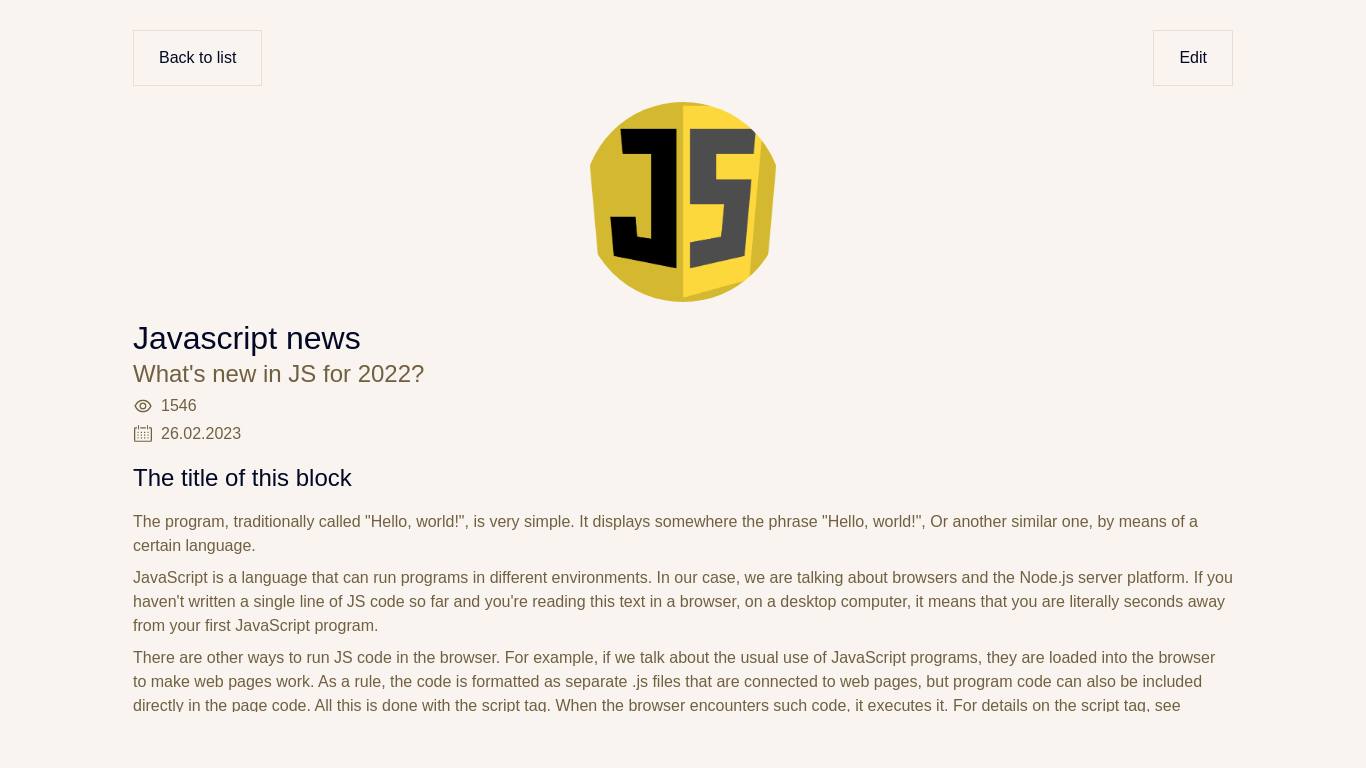 Back to list
Edit
JS
Javascript news
What's new in JS for 2022?
1546
26.02.2023
The title of this block
The program, traditionally called "Hello, world!", is very simple. It displays somewhere the phrase "Hello, world!", Or another similar one, by means of a
certain language.
JavaScript is a language that can run programs in different environments. In our case, we are talking about browsers and the Node.js server platform. If you
haven't written a single line of JS code so far and you're reading this text in a browser, on a desktop computer, it means that you are literally seconds away
from your first JavaScript program.
There are other ways to run JS code in the browser. For example, if we talk about the usual use of JavaScript programs, they are loaded into the browser
to make web pages work. As a rule, the code is formatted as separate .js files that are connected to web pages, but program code can also be included
directly in the page code. All this is done with the script tag. When the browser encounters such code, it executes it. For details on the script tag, see